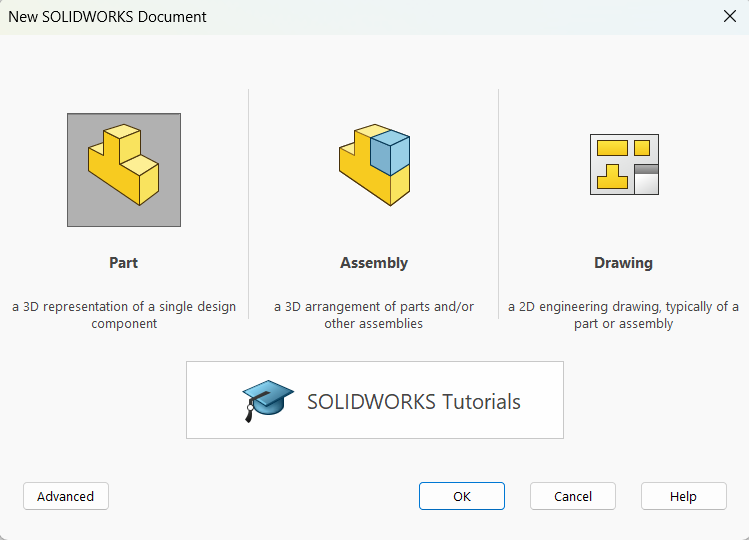 New SOLIDWORKS Document
Part
a 3D representation of a single design
component
Assembly
a 3D arrangement of parts and/or
other assemblies
Drawing
a 2D engineering drawing, typically of a
part or assembly
SOLIDWORKS Tutorials
Advanced
OK
Cancel
Help